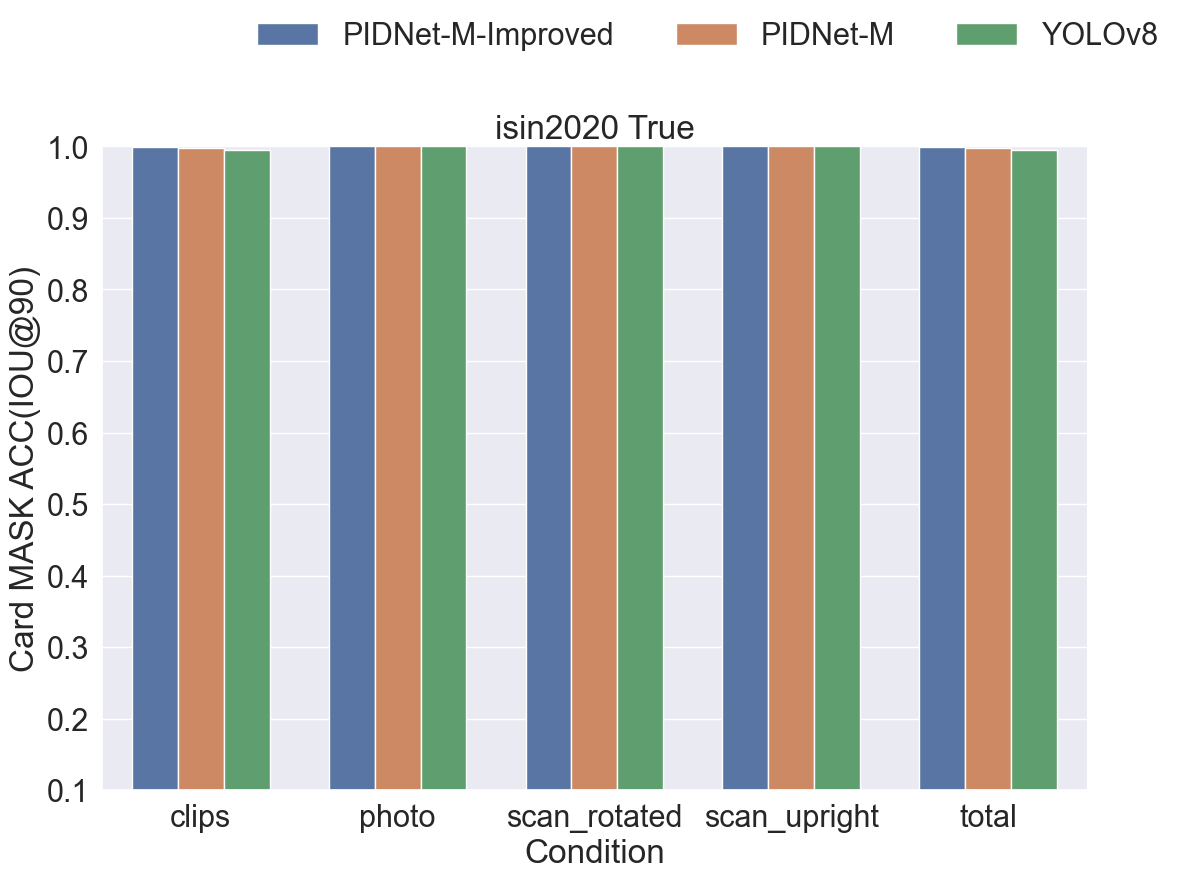 PIDNet-M-Improved PIDNet-M YOLOv8
isin2020 True
Card MASK ACC(IOU@90)
1.0
0.9
0.8
0.7
0.6
0.5
0.4
0.3
0.2
0.1
clips photo scan_rotated scan_upright total
Condition